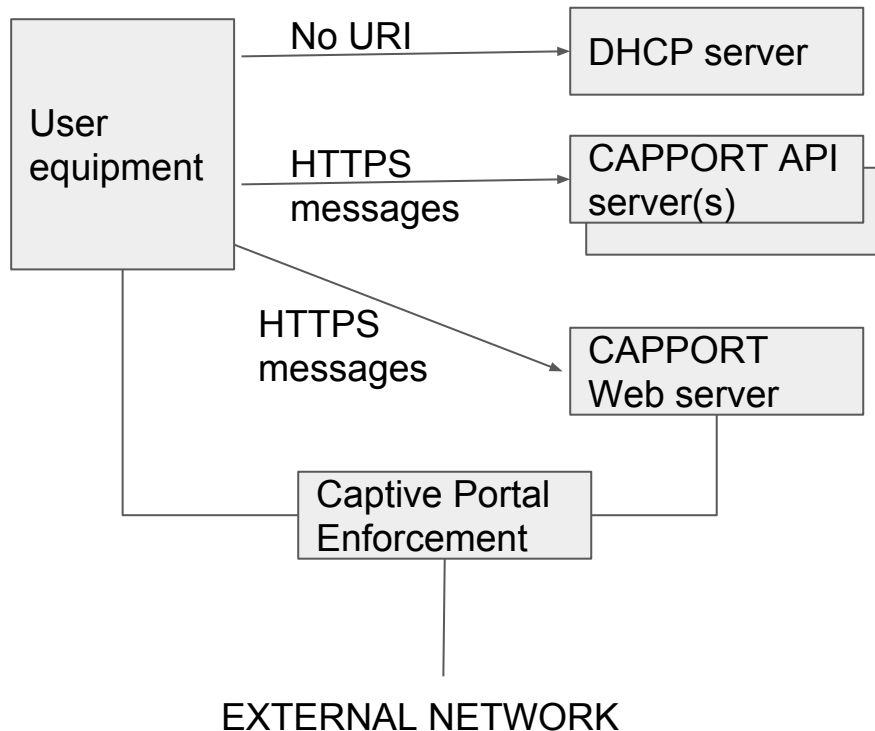 No URI
DHCP server
User
equipment
HTTPS
messages
CAPPORT API
server(s)
HTTPS
messages
CAPPORT
Web server
Captive Portal
Enforcement
EXTERNAL NETWORK